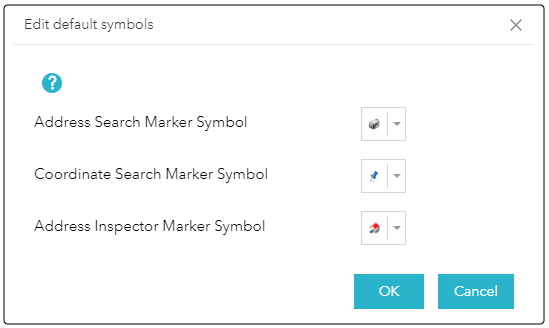 Edit default symbols
?
Address Search Marker Symbol
Coordinate Search Marker Symbol
Address Inspector Marker Symbol
OK Cancel